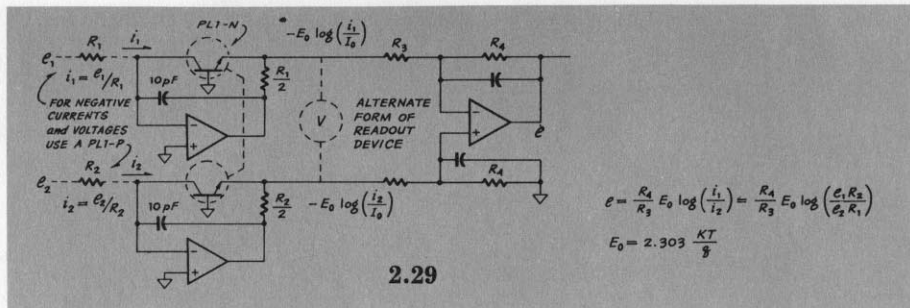 PL1-N
* -E₀ log(i₁/I₀)
R₁
i₁
R₃
R₄
e₁
i₁ = e₁/R₁
10pF
R₁/2
FOR NEGATIVE
CURRENTS
and VOLTAGES
USE A PL1-P
-
+
V
ALTERNATE
FORM OF
READOUT
DEVICE
-
+
e
R₂
i₂
R₄
e₂
i₂ = e₂/R₂
10pF
R₂/2
-E₀ log(i₂/I₀)
-
+
e = R₄/R₃ E₀ log(i₁/i₂) = R₄/R₃ E₀ log(e₁R₂/e₂R₁)
E₀ = 2.303 KT/q
2.29